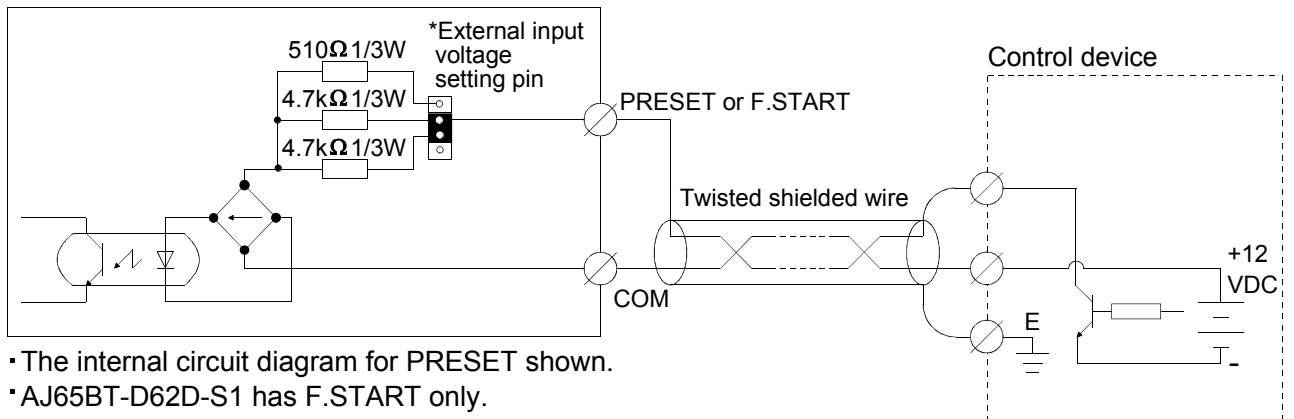 *External input
voltage
setting pin
510Ω1/3W
4.7kΩ1/3W
4.7kΩ1/3W
PRESET or F.START
COM
Twisted shielded wire
Control device
+12
VDC
E
-
▪The internal circuit diagram for PRESET shown.
▪AJ65BT-D62D-S1 has F.START only.